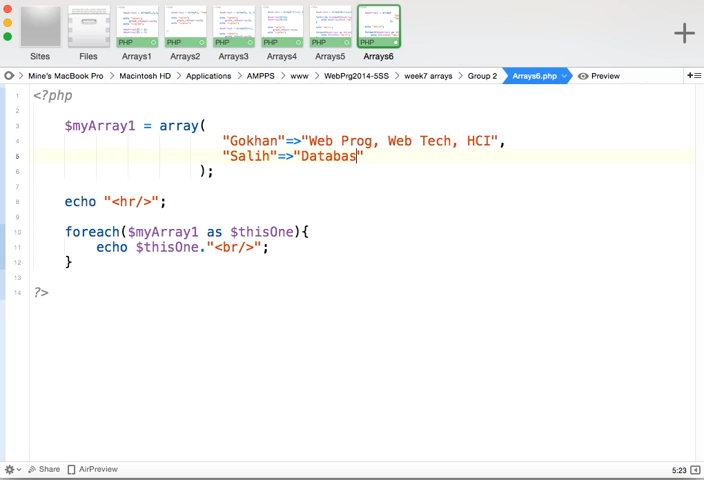 PHP PHP PHP PHP PHP PHP
Sites Files Arrays1 Arrays2 Arrays3 Arrays4 Arrays5 Arrays6
Mine's MacBook Pro Macintosh HD Applications AMPPS www WebPrg2014-5SS week7 arrays Group 2 Arrays6.php Preview
1 <?php
2
3 $myArray1 = array(
4 "Gokhan"=>"Web Prog, Web Tech, HCI",
5 "Salih"=>"Databas"
6 );
7
8 echo "<hr/>";
9
10 foreach($myArray1 as $thisOne){
11 echo $thisOne."<br/>";
12 }
13
14 ?>
Share AirPreview 5:23